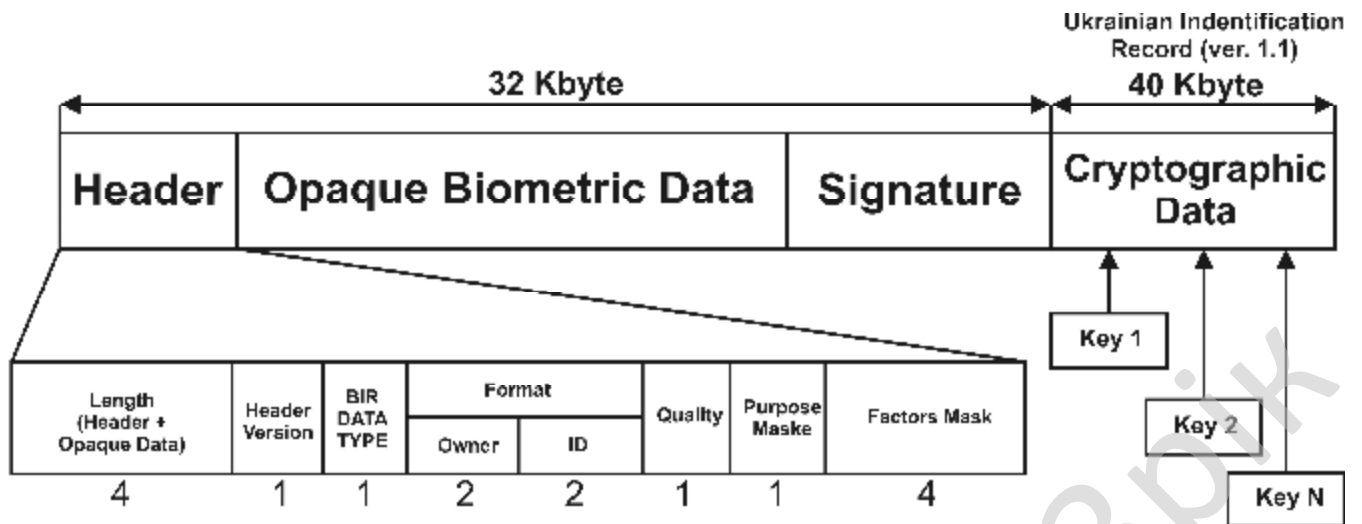 Ukrainian Indentification
Record (ver. 1.1)
32 Kbyte
40 Kbyte
Header
Opaque Biometric Data
Signature
Cryptographic
Data
Key 1
Key 2
Key N
Length
(Header +
Opaque Data)
Header
Version
BIR
DATA
TYPE
Format
Owner
ID
Quality
Purpose
Maske
Factors Mask
4
1
1
2
2
1
1
4